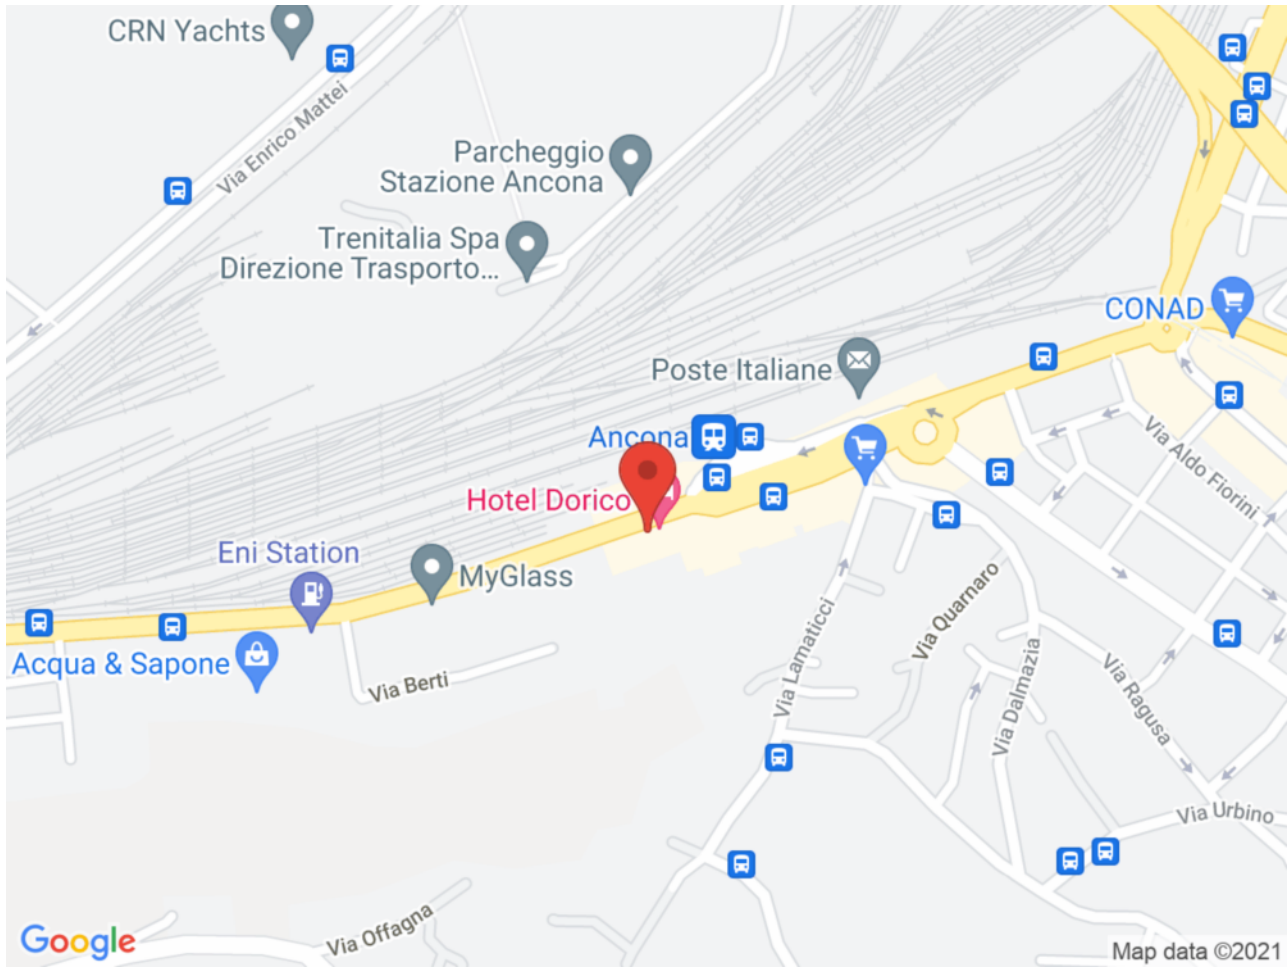 CRN Yachts
Via Enrico Mattei
Parcheggio
Stazione Ancona
Trenitalia Spa
Direzione Trasporto...
CONAD
Poste Italiane
Ancona
Via Aldo Fiorini
Hotel Dorico
Eni Station
MyGlass
Via Quarnaro
Via Lamaticci
Acqua & Sapone
Via Berti
Via Dalmazia
Via Ragusa
Via Urbino
Via Offagna
Google
Map data ©2021